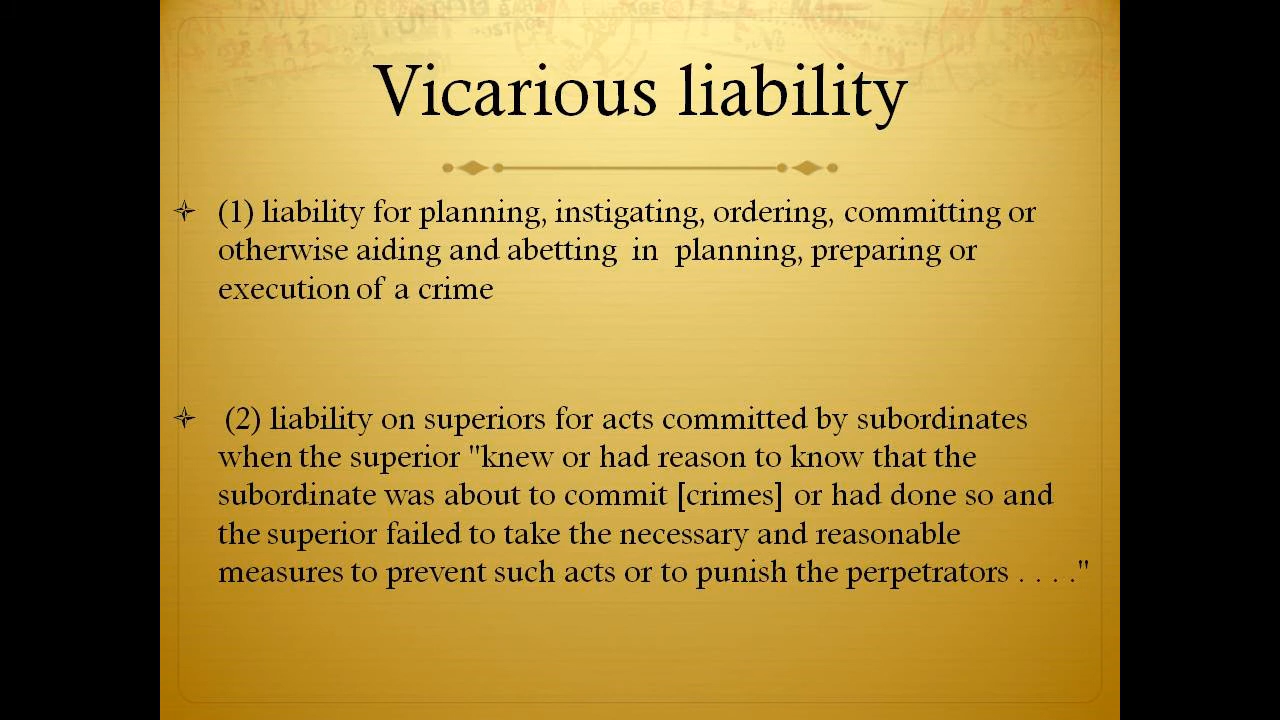 Vicarious liability
(1) liability for planning, instigating, ordering, committing or
otherwise aiding and abetting in planning, preparing or
execution of a crime
(2) liability on superiors for acts committed by subordinates
when the superior "knew or had reason to know that the
subordinate was about to commit [crimes] or had done so and
the superior failed to take the necessary and reasonable
measures to prevent such acts or to punish the perpetrators . . . ."